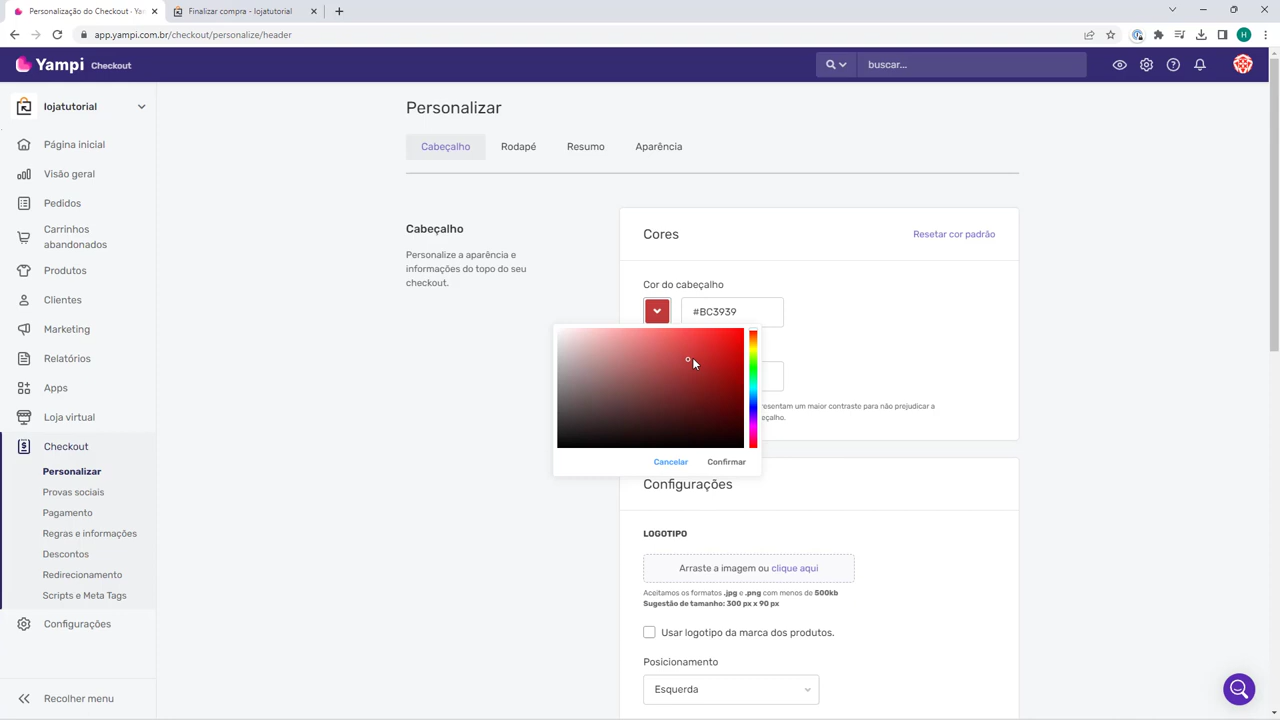 Personalização do Checkout - Ya
Finalizar compra - lojatutorial
app.yampi.com.br/checkout/personalize/header
H
Yampi Checkout
buscar...
lojatutorial
Página inicial
Visão geral
Pedidos
Carrinhos
abandonados
Produtos
Clientes
Marketing
Relatórios
Apps
Loja virtual
Checkout
Personalizar
Provas sociais
Pagamento
Regras e informações
Descontos
Redirecionamento
Scripts e Meta Tags
Configurações
Recolher menu
Personalizar
Cabeçalho
Rodapé
Resumo
Aparência
Cabeçalho
Personalize a aparência e
informações do topo do seu
checkout.
Cores
Resetar cor padrão
Cor do cabeçalho
#BC3939
resentam um maior contraste para não prejudicar a
Cancelar
Confirmar
Configurações
LOGOTIPO
Arraste a imagem ou clique aqui
Aceitamos os formatos .jpg e .png com menos de 500kb
Sugestão de tamanho: 300 px x 90 px
Usar logotipo da marca dos produtos.
Posicionamento
Esquerda